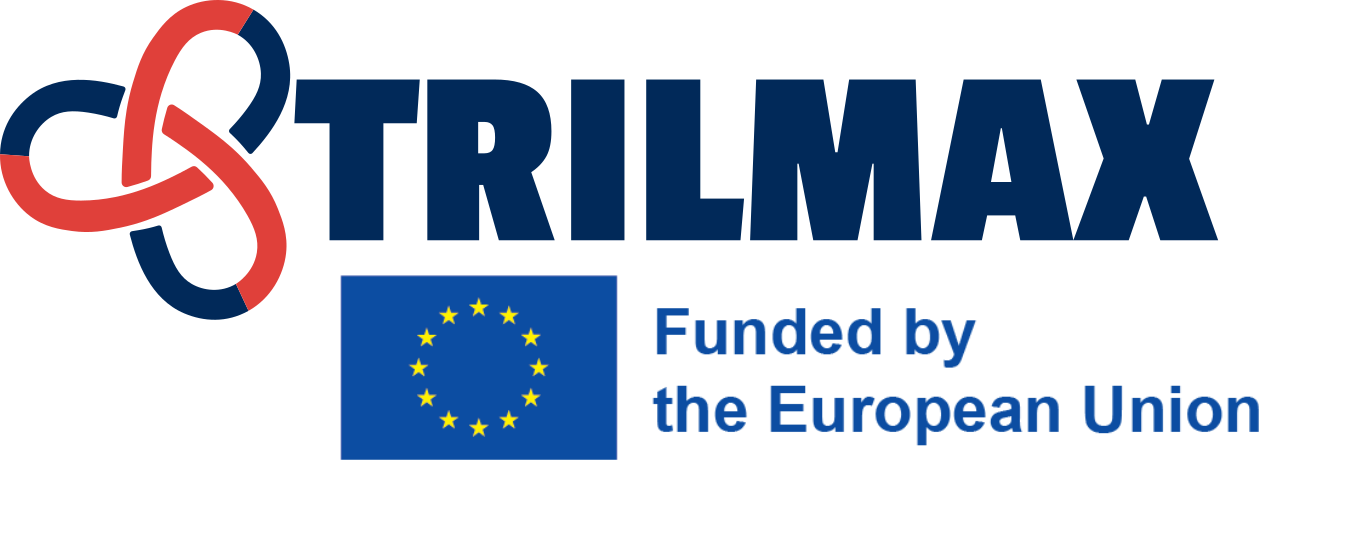 TRILMAX
Funded by
the European Union